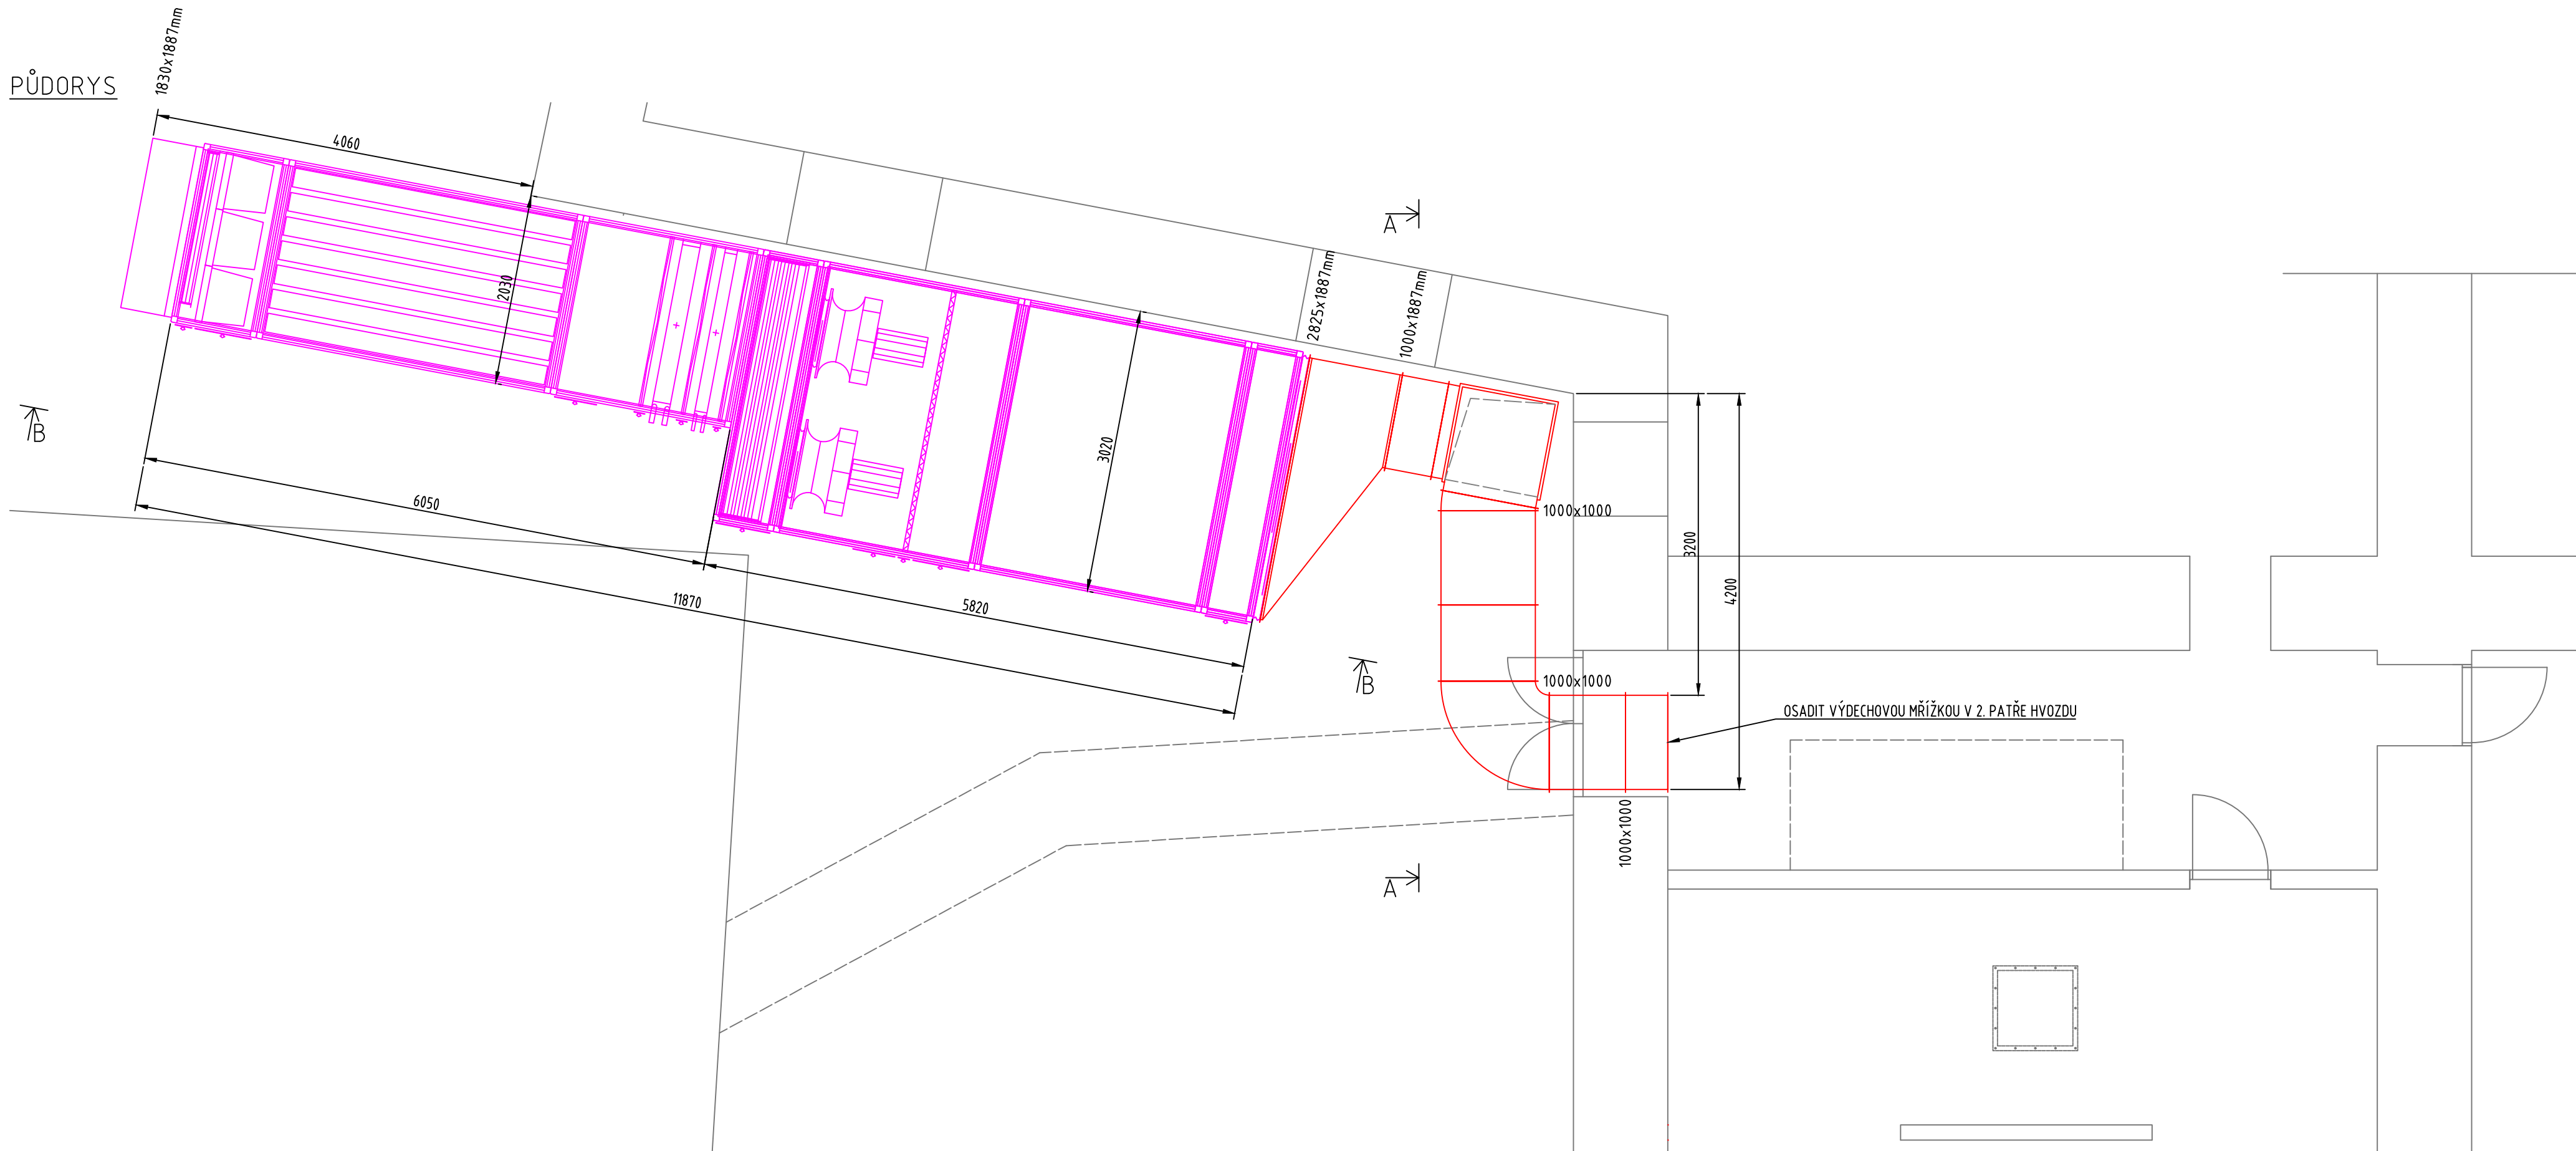 PŮDORYS
1830x1887mm
4060
2030
A
2825x1887mm
1000x1887mm
3020
B
6050
11870
5820
1000x1000
3200
4200
B
1000x1000
OSADIT VÝDECHOVOU MŘÍŽKOU V 2. PATŘE HVOZDU
1000x1000
A